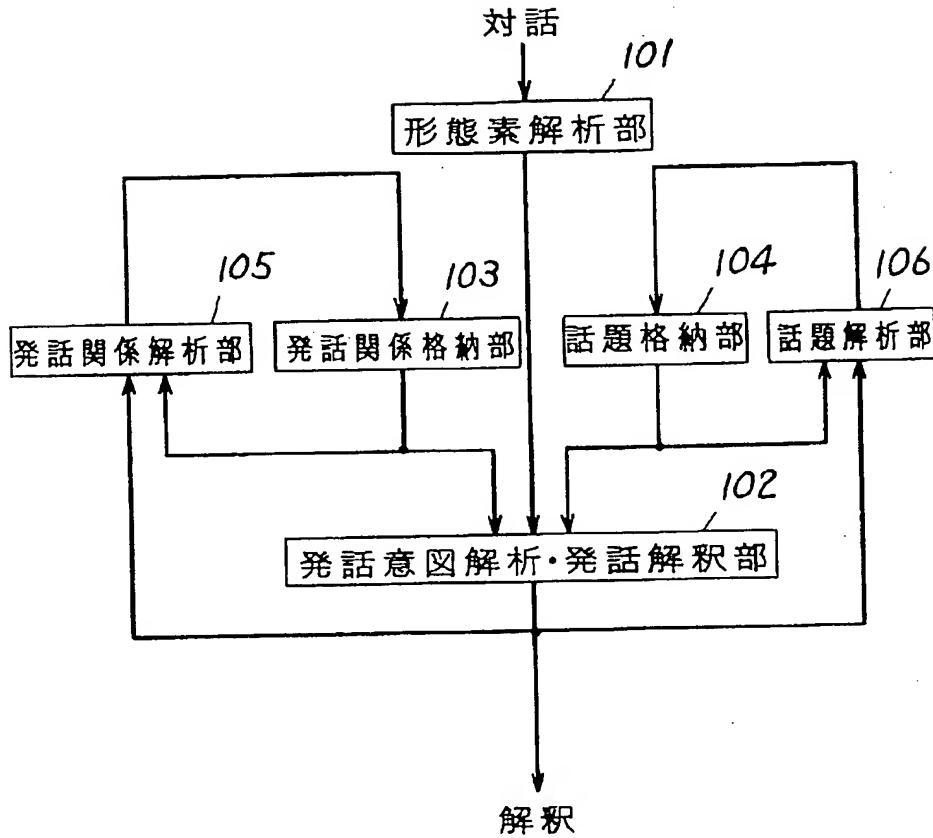 対話
101
形態素解析部
105
103
104
106
発話関係解析部
発話関係格納部
話題格納部
話題解析部
102
発話意図解析・発話解釈部
解釈